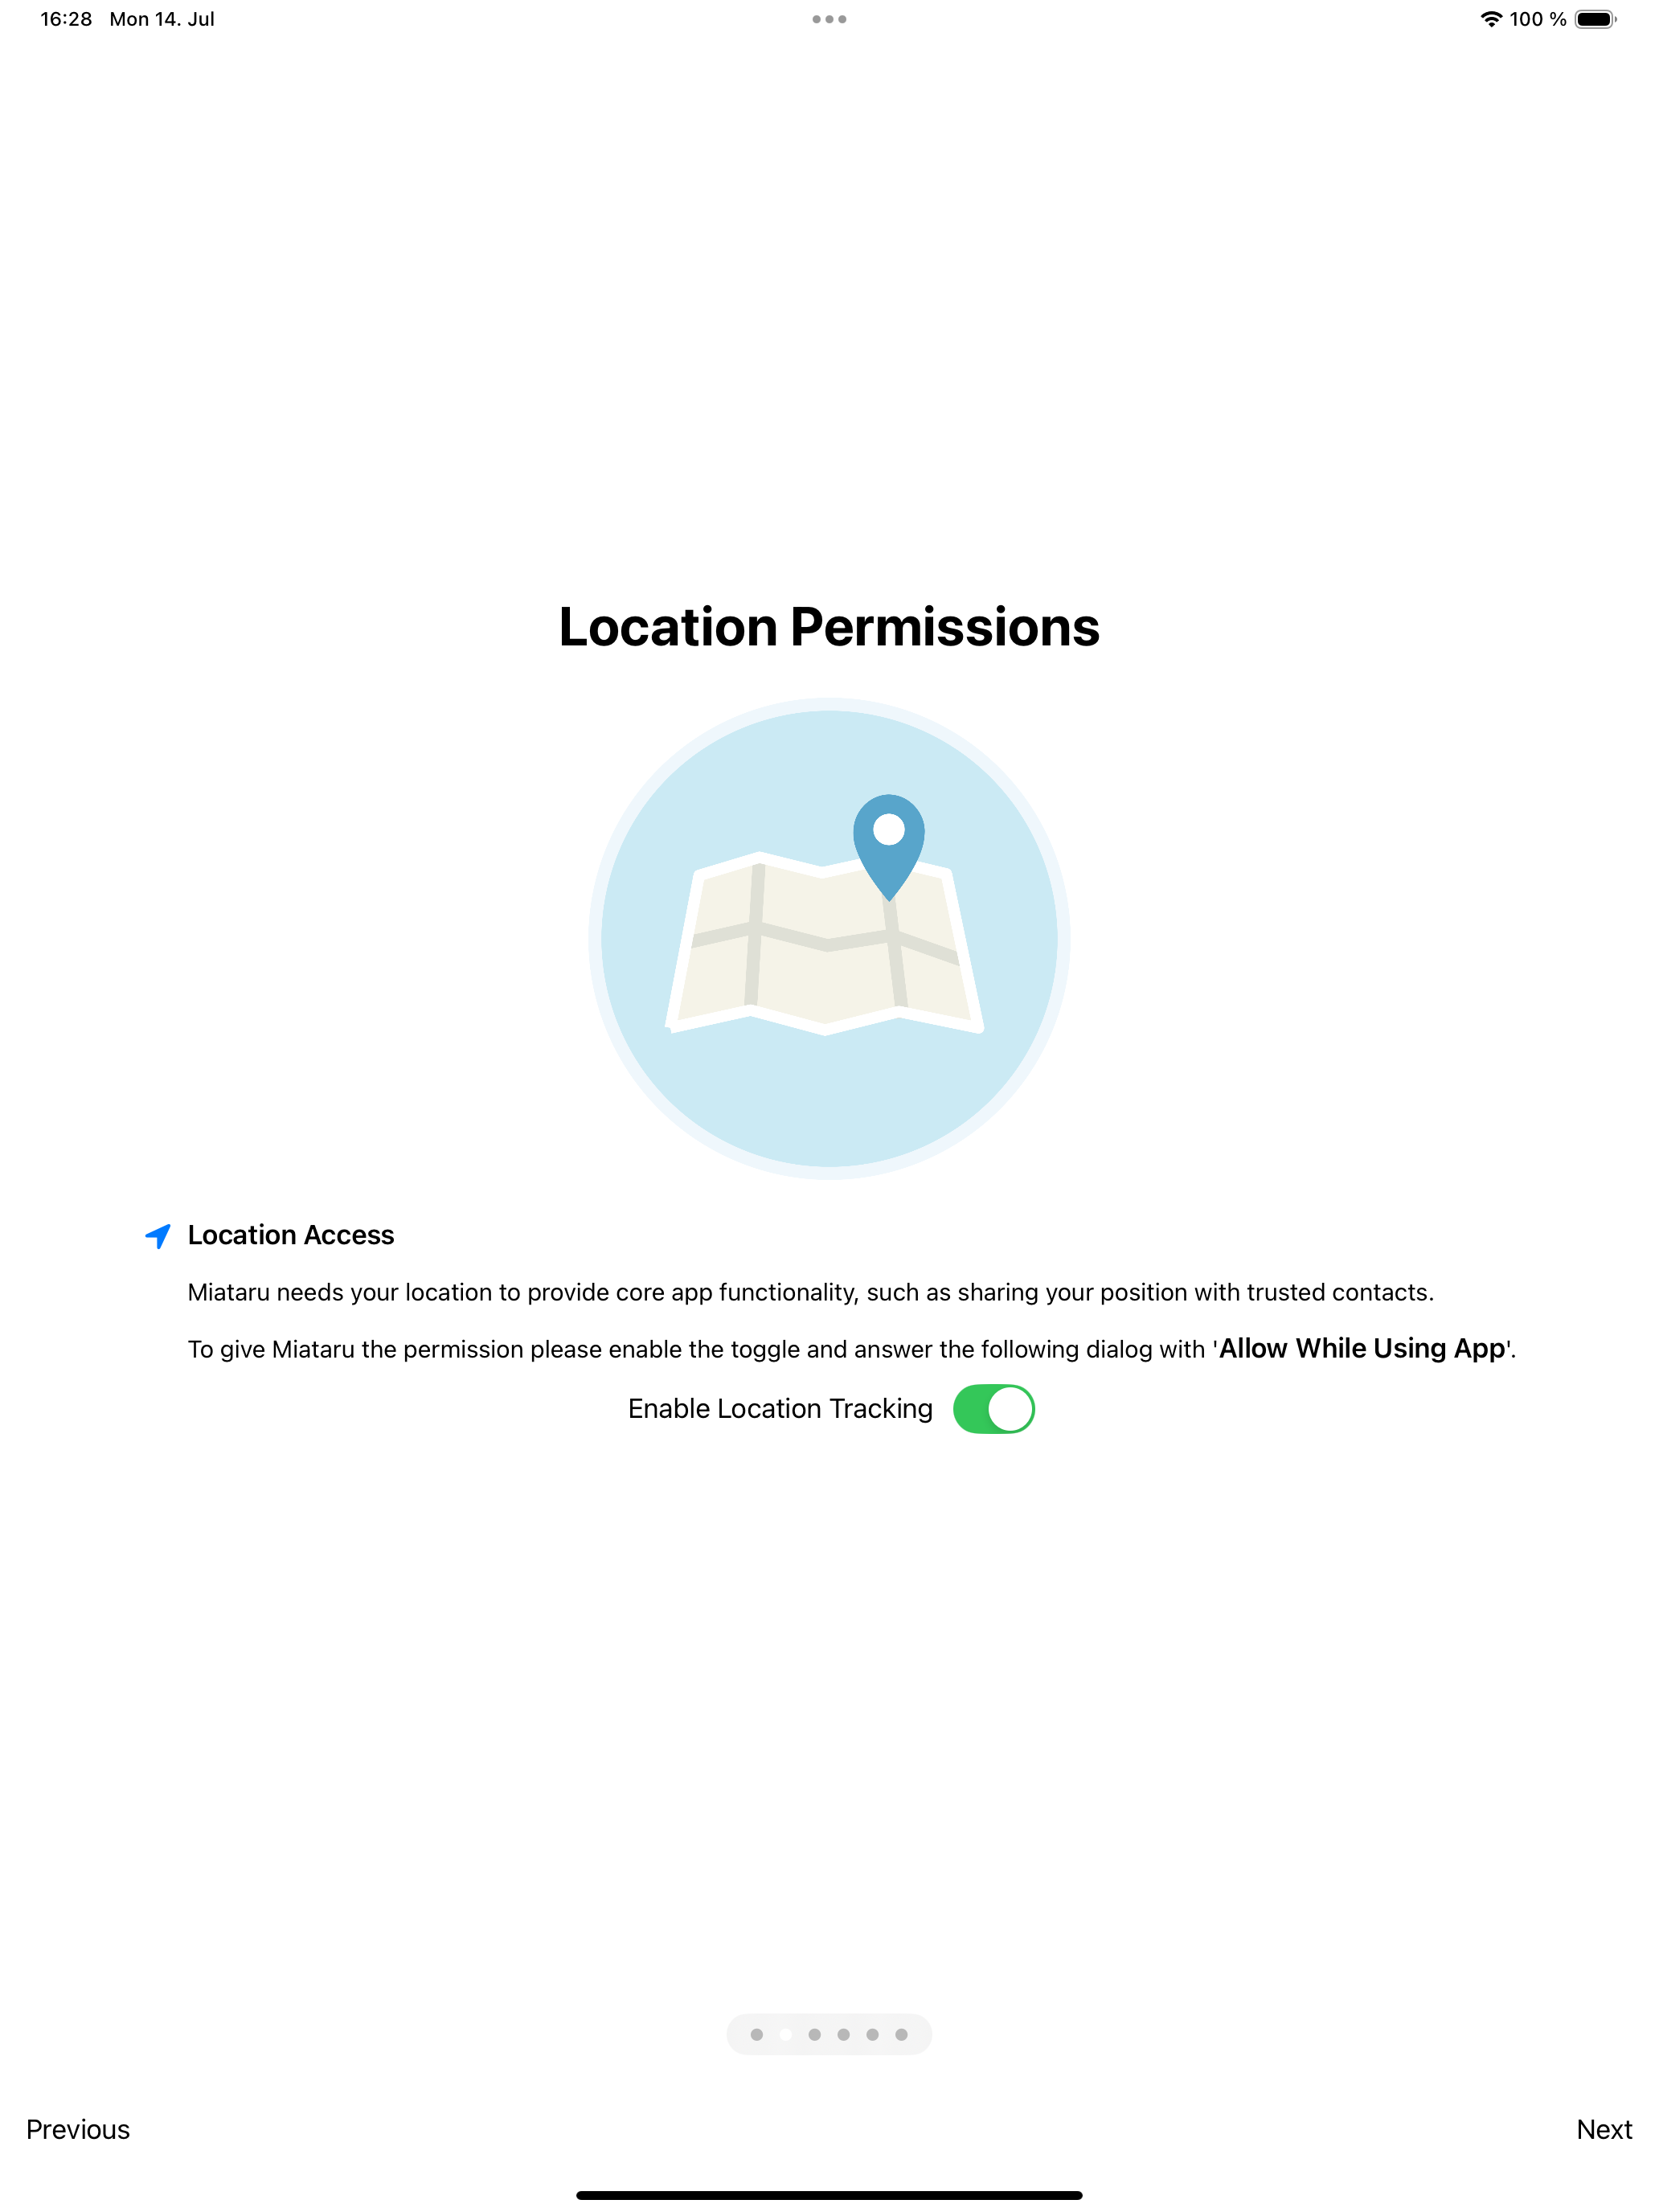 16:28 Mon 14. Jul
100 %
Location Permissions
Location Access
Miataru needs your location to provide core app functionality, such as sharing your position with trusted contacts.
To give Miataru the permission please enable the toggle and answer the following dialog with 'Allow While Using App'.
Enable Location Tracking
Previous
Next